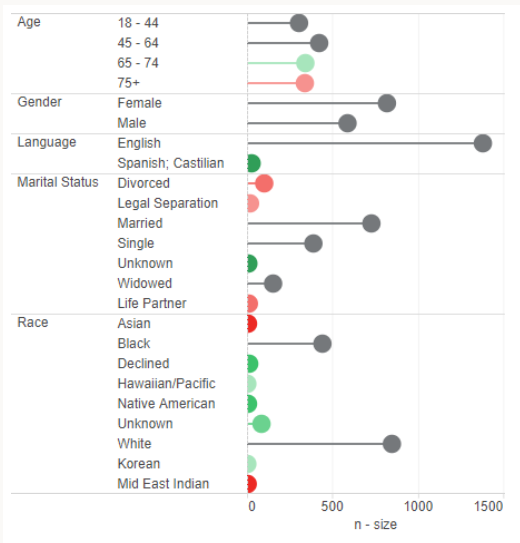 Age 18 - 44
45 - 64
65 - 74
75+
Gender Female
Male
Language English
Spanish; Castilian
Marital Status Divorced
Legal Separation
Married
Single
Unknown
Widowed
Life Partner
Race Asian
Black
Declined
Hawaiian/Pacific
Native American
Unknown
White
Korean
Mid East Indian
0 500 1000 1500
n - size